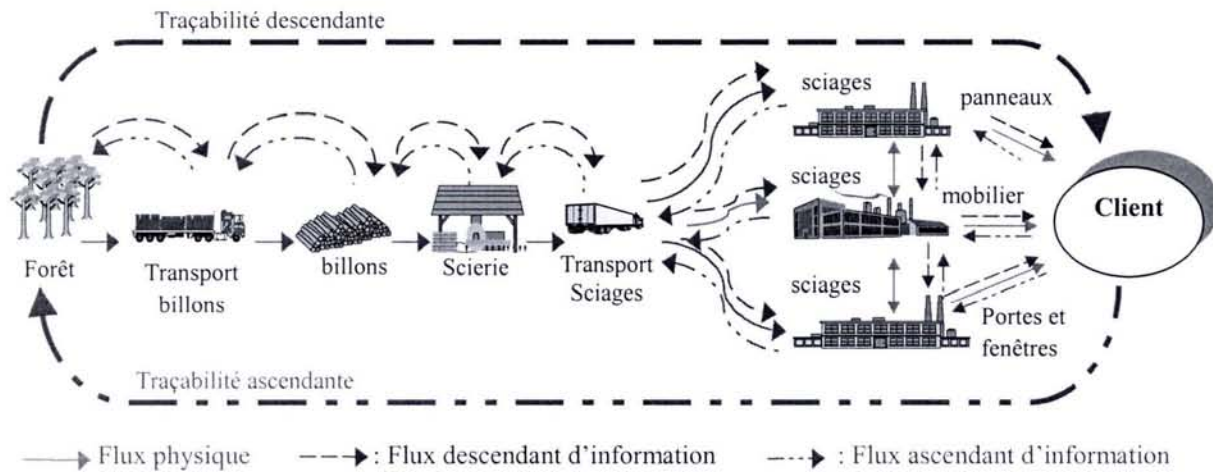 Traçabilité descendante
sciages
panneaux
sciages
mobilier
Client
Forêt
Transport
billons
billons
Scierie
Transport
Sciages
sciages
Portes et
fenêtres
Traçabilité ascendante
Flux physique
: Flux descendant d'information
: Flux ascendant d'information